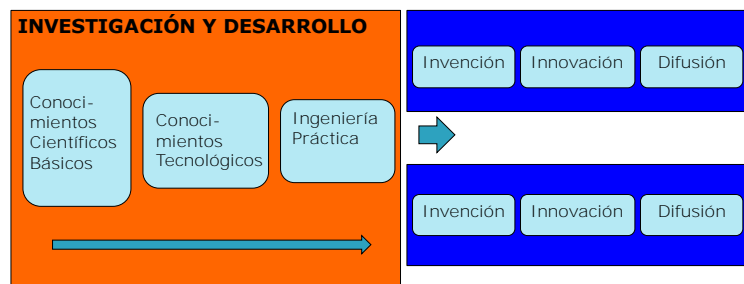 INVESTIGACIÓN Y DESARROLLO
Conoci-
mientos
Científicos
Básicos
Conoci-
mientos
Tecnológicos
Ingeniería
Práctica
Invención
Innovación
Difusión
Invención
Innovación
Difusión